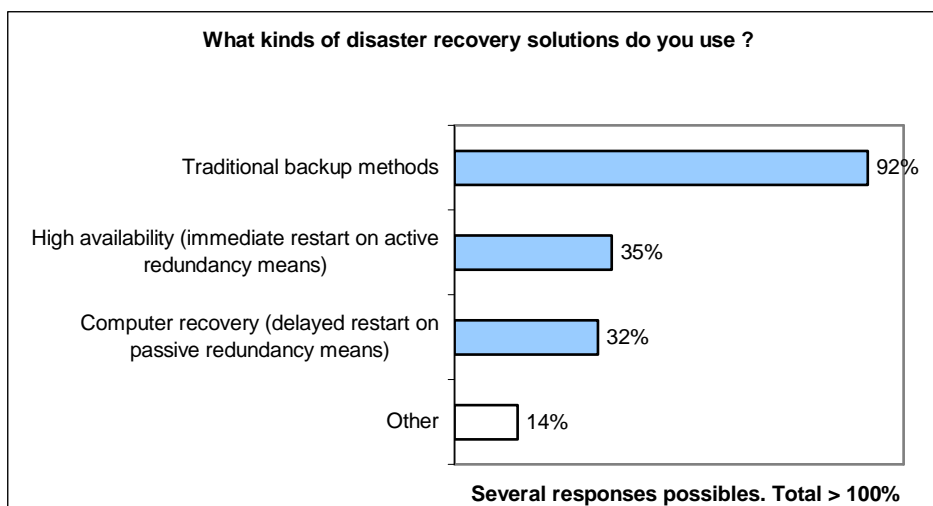 What kinds of disaster recovery solutions do you use ?
Traditional backup methods
92%
High availability (immediate restart on active
redundancy means)
35%
Computer recovery (delayed restart on
passive redundancy means)
32%
Other
14%
Several responses possibles. Total > 100%